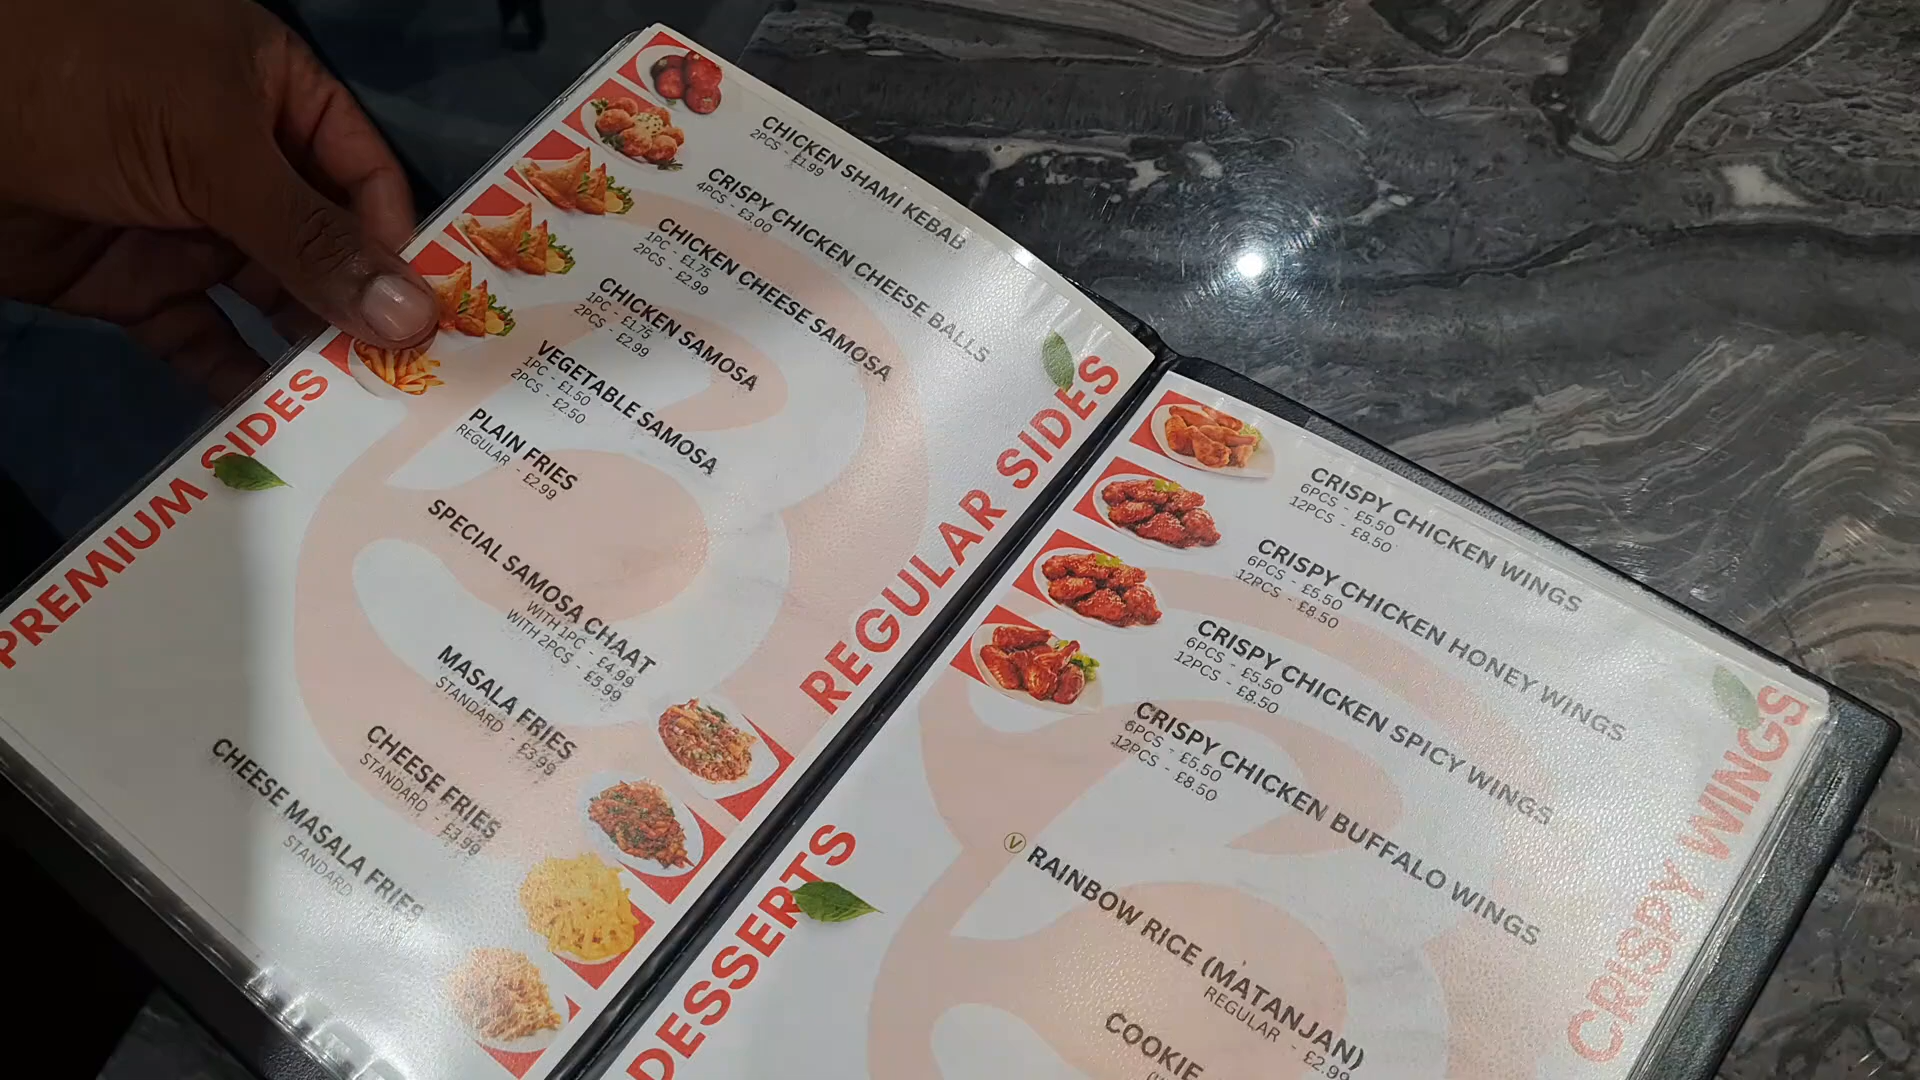 REGULAR SIDES
CHICKEN SHAMI KEBAB
2PCS - £1.99
CRISPY CHICKEN CHEESE BALLS
4PCS - £3.00
CHICKEN CHEESE SAMOSA
1PC - £1.75
2PCS - £2.99
CHICKEN SAMOSA
1PC - £1.75
2PCS - £2.99
VEGETABLE SAMOSA
1PC - £1.50
2PCS - £2.50
PLAIN FRIES
REGULAR - £2.99
PREMIUM SIDES
SPECIAL SAMOSA CHAAT
WITH 1PC - £4.99
WITH 2PCS - £5.99
MASALA FRIES
STANDARD - £3.99
CHEESE FRIES
STANDARD - £3.99
CHEESE MASALA FRIES
STANDARD
CRISPY WINGS
CRISPY CHICKEN WINGS
6PCS - £5.50
12PCS - £8.50
CRISPY CHICKEN HONEY WINGS
6PCS - £5.50
12PCS - £8.50
CRISPY CHICKEN SPICY WINGS
6PCS - £5.50
12PCS - £8.50
CRISPY CHICKEN BUFFALO WINGS
6PCS - £5.50
12PCS - £8.50
DESSERTS
V RAINBOW RICE (MATANJAN)
REGULAR - £2.99
COOKIE